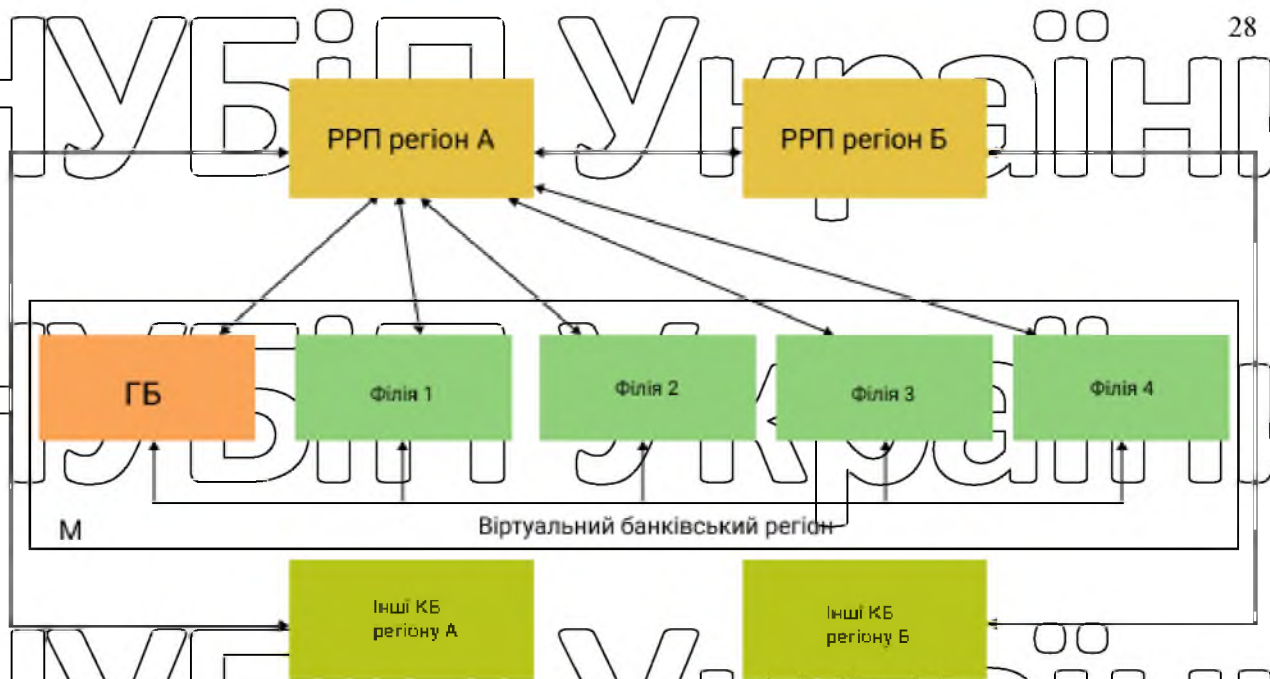 28
НУБіП України
РРП регіон А
РРП регіон Б
НУБіП України
ГБ
Філія 1
Філія 2
Філія 3
Філія 4
М
Віртуальний банківський регіон
Інші КБ
регіону А
Інші КБ
регіону Б
НУБіП України